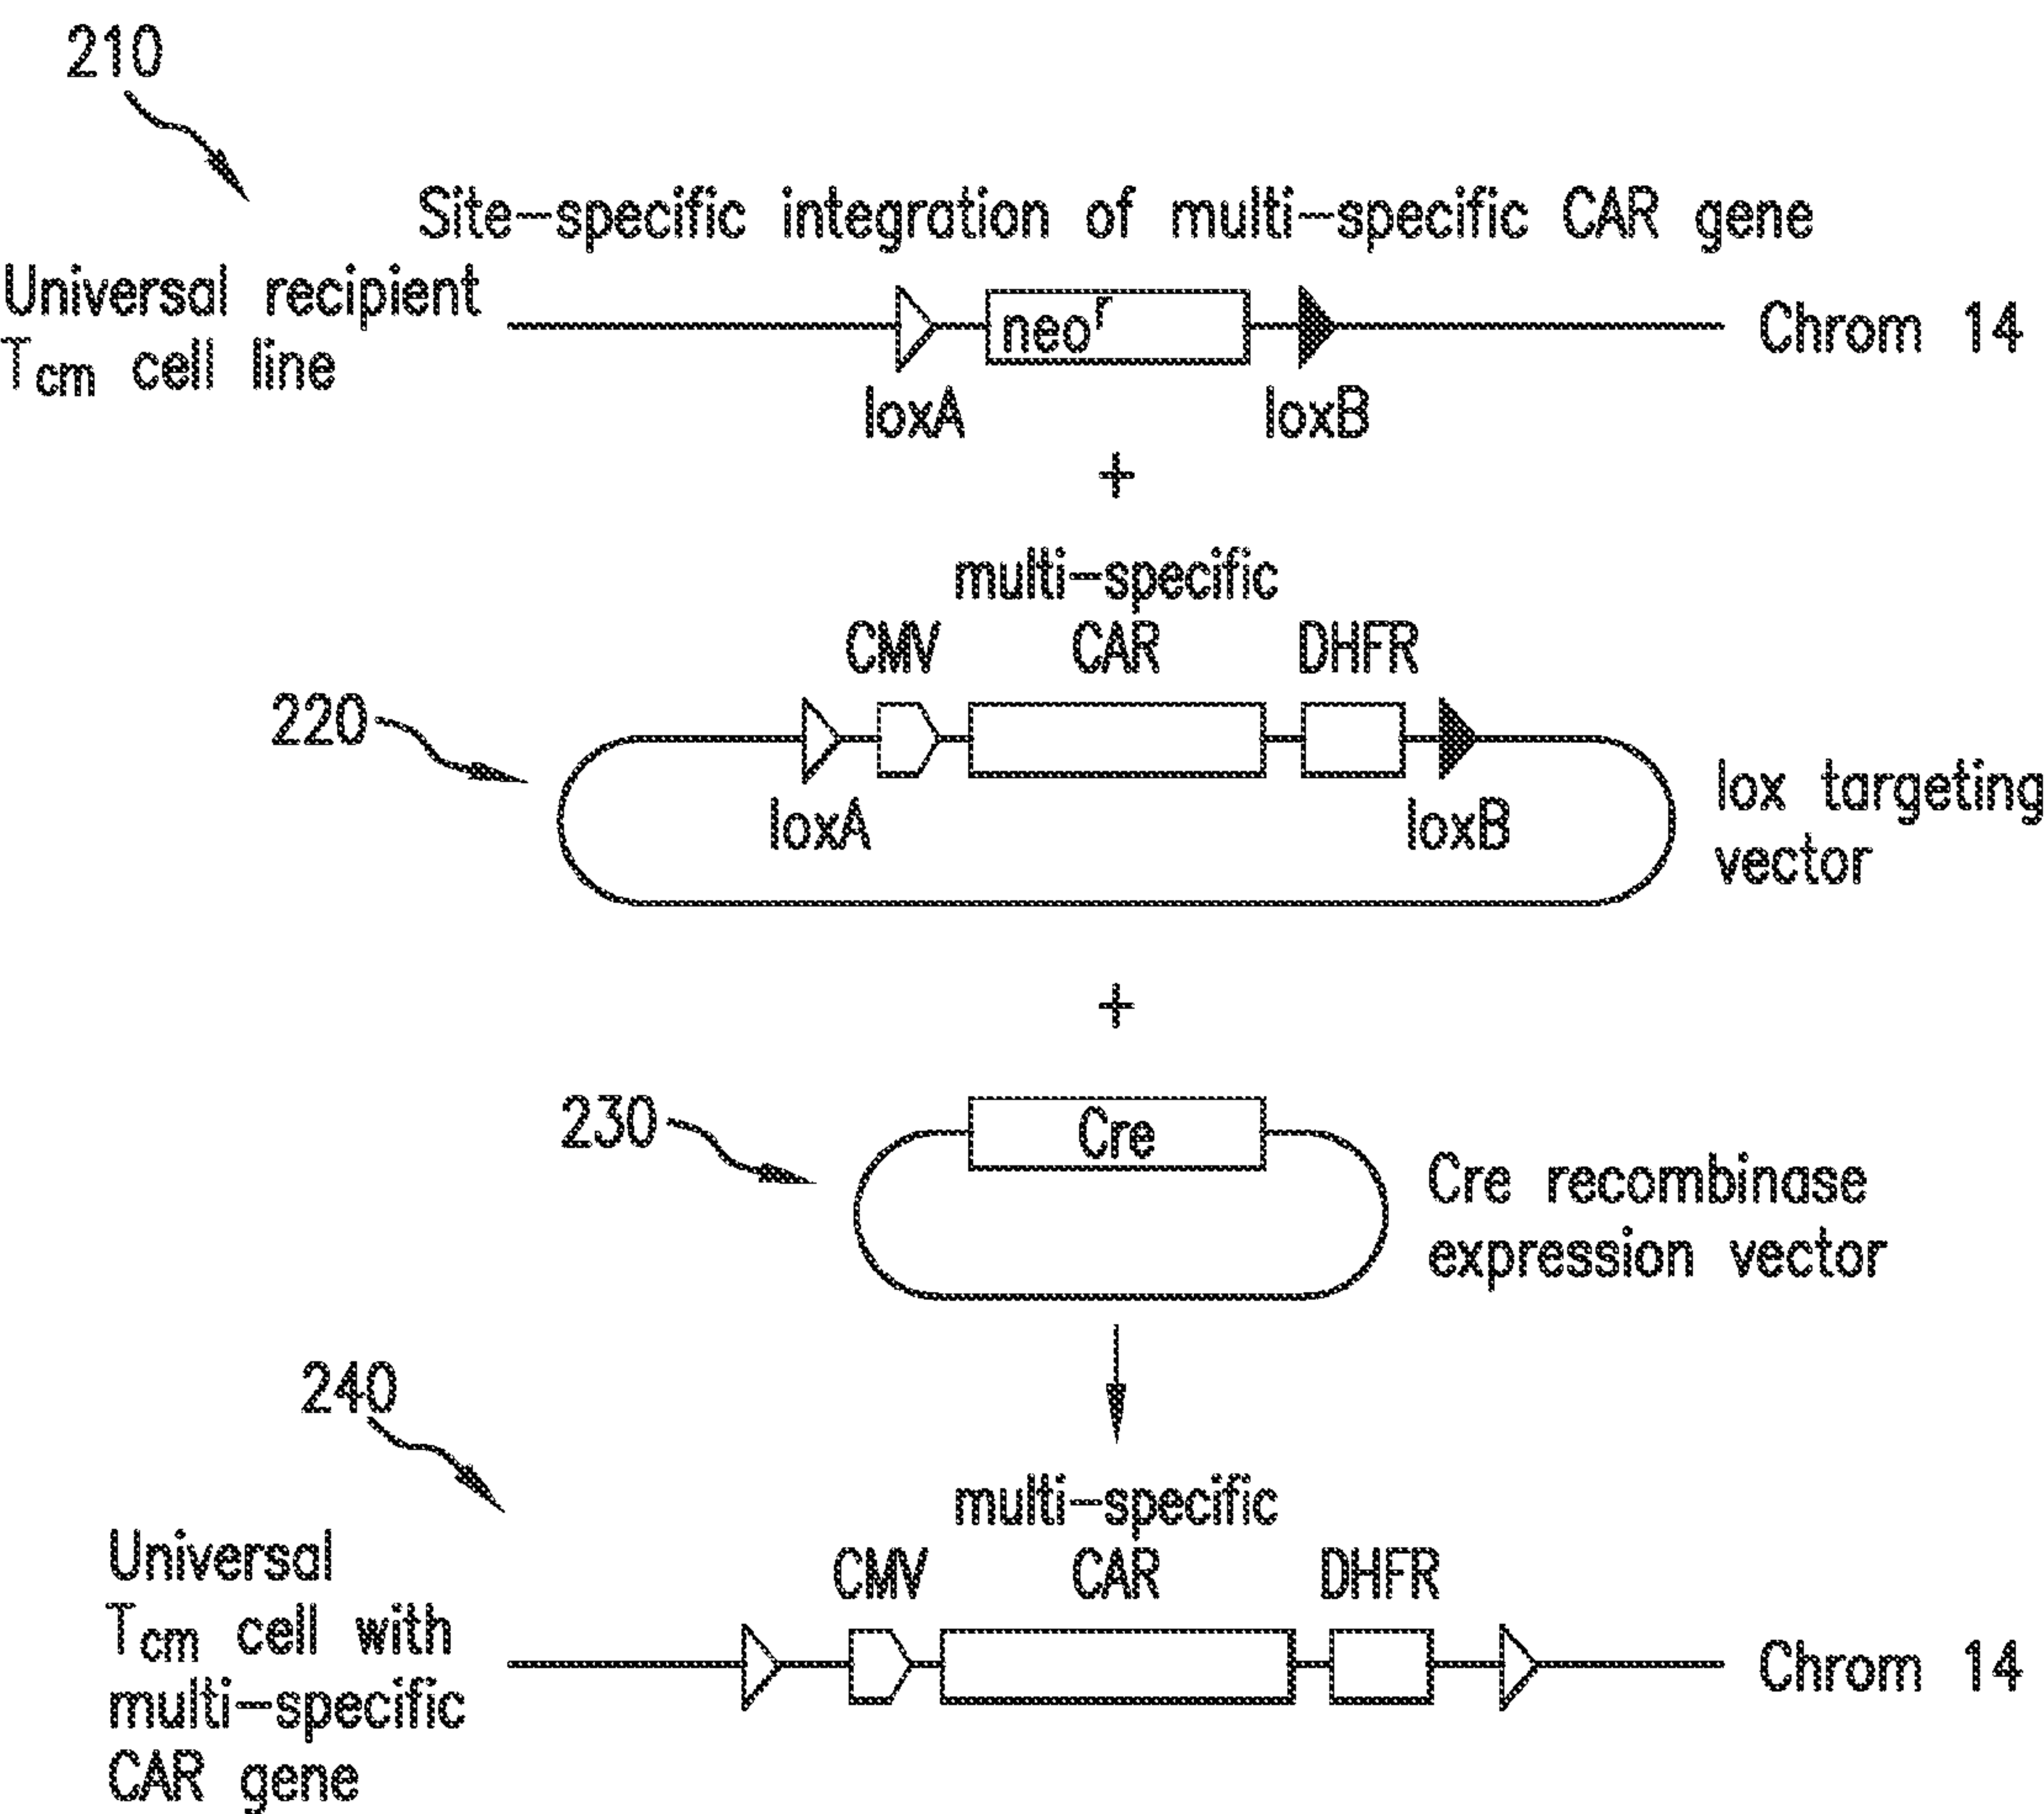 210
Site-specific integration of multi-specific CAR gene
Universal recipient
Tcm cell line
neoʳ
Chrom 14
loxA
loxB
+
multi-specific
CMV
CAR
DHFR
220
loxA
loxB
lox targeting
vector
+
230
Cre
Cre recombinase
expression vector
240
multi-specific
CMV
CAR
DHFR
Universal
Tcm cell with
multi-specific
CAR gene
Chrom 14